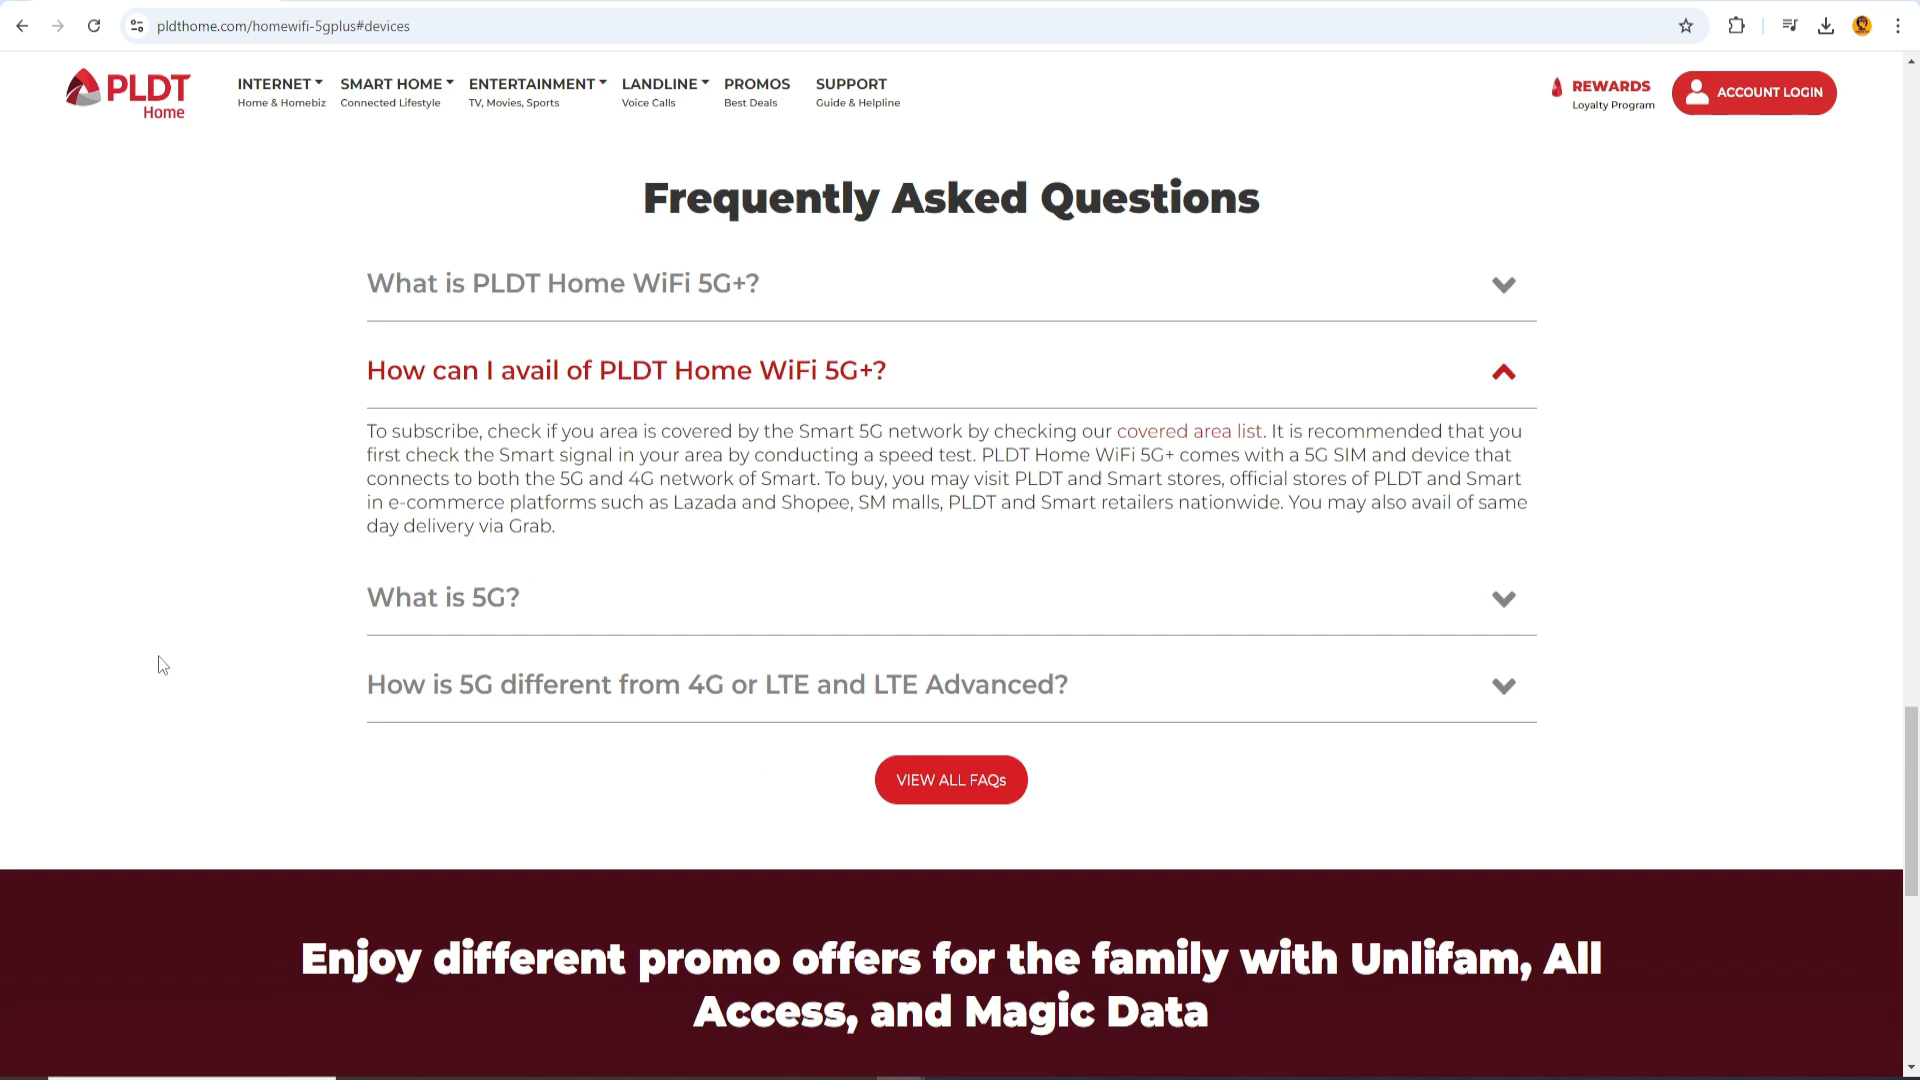 pldthome.com/homewifi-5gplus#devices
PLDT
Home
INTERNET
Home & Homebiz
SMART HOME
Connected Lifestyle
ENTERTAINMENT
TV, Movies, Sports
LANDLINE
Voice Calls
PROMOS
Best Deals
SUPPORT
Guide & Helpline
REWARDS
Loyalty Program
ACCOUNT LOGIN
Frequently Asked Questions
What is PLDT Home WiFi 5G+?
How can I avail of PLDT Home WiFi 5G+?
To subscribe, check if you area is covered by the Smart 5G network by checking our covered area list. It is recommended that you
first check the Smart signal in your area by conducting a speed test. PLDT Home WiFi 5G+ comes with a 5G SIM and device that
connects to both the 5G and 4G network of Smart. To buy, you may visit PLDT and Smart stores, official stores of PLDT and Smart
in e-commerce platforms such as Lazada and Shopee, SM malls, PLDT and Smart retailers nationwide. You may also avail of same
day delivery via Grab.
What is 5G?
How is 5G different from 4G or LTE and LTE Advanced?
VIEW ALL FAQs
Enjoy different promo offers for the family with Unlifam, All
Access, and Magic Data